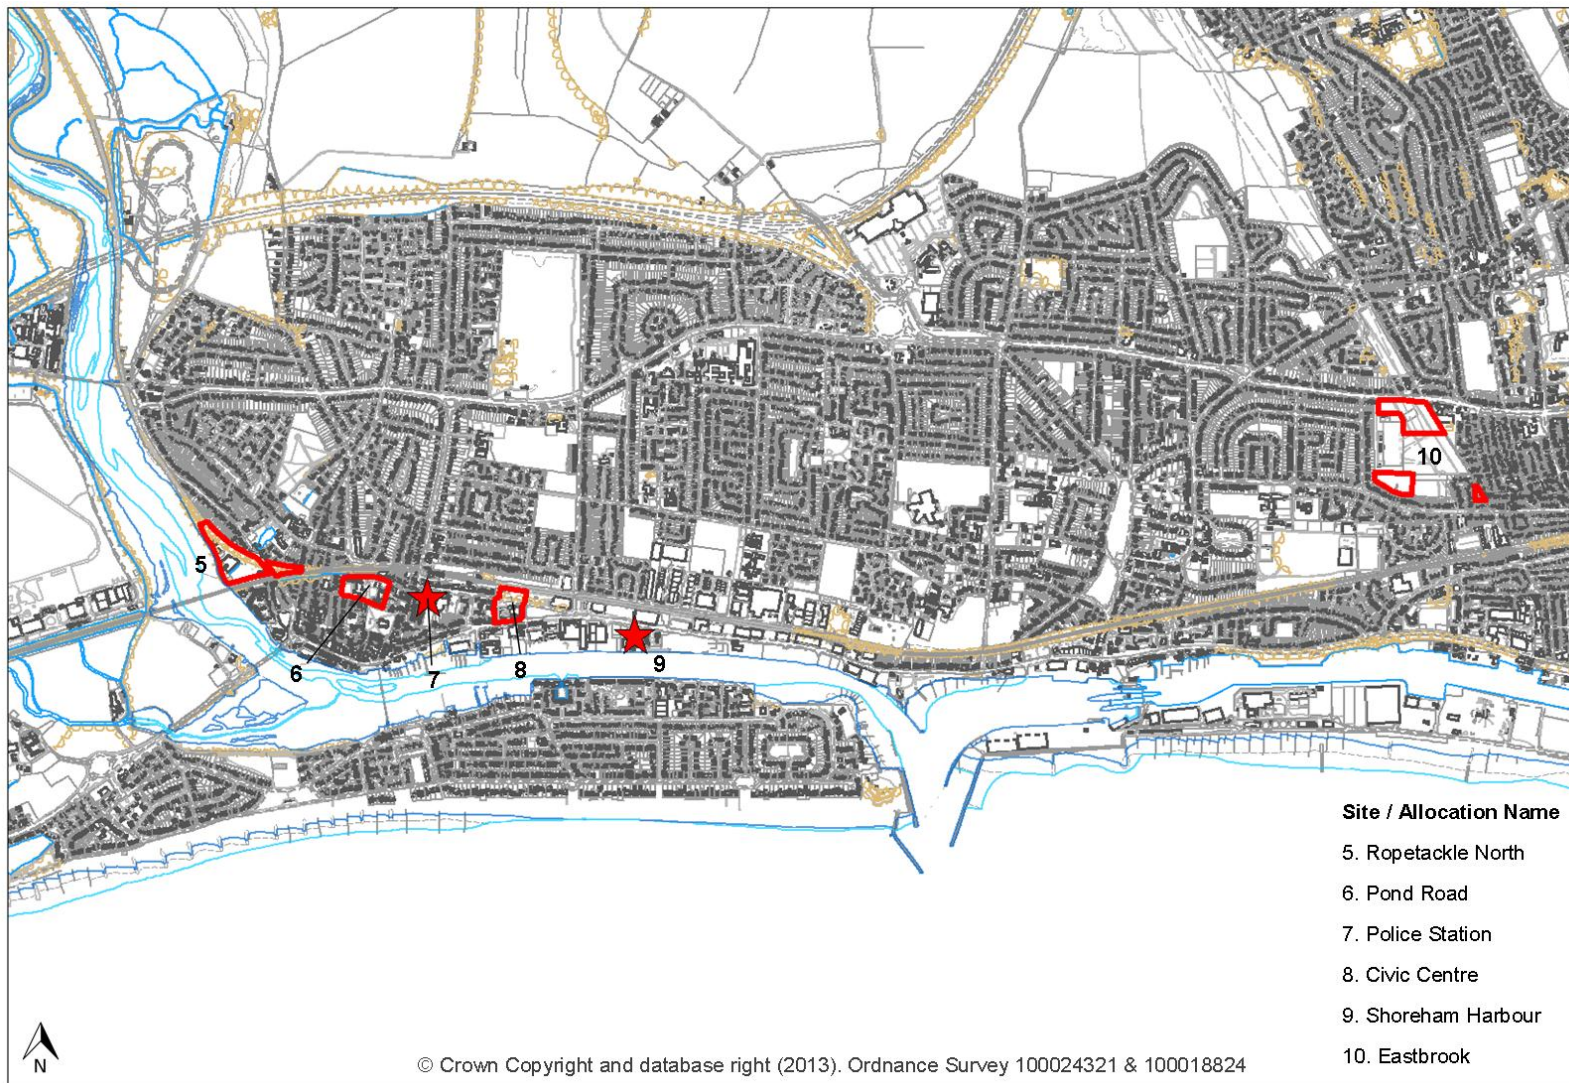 10
5
6
7
8
9
Site / Allocation Name
5. Ropetackle North
6. Pond Road
7. Police Station
8. Civic Centre
9. Shoreham Harbour
10. Eastbrook
N
© Crown Copyright and database right (2013). Ordnance Survey 100024321 & 100018824